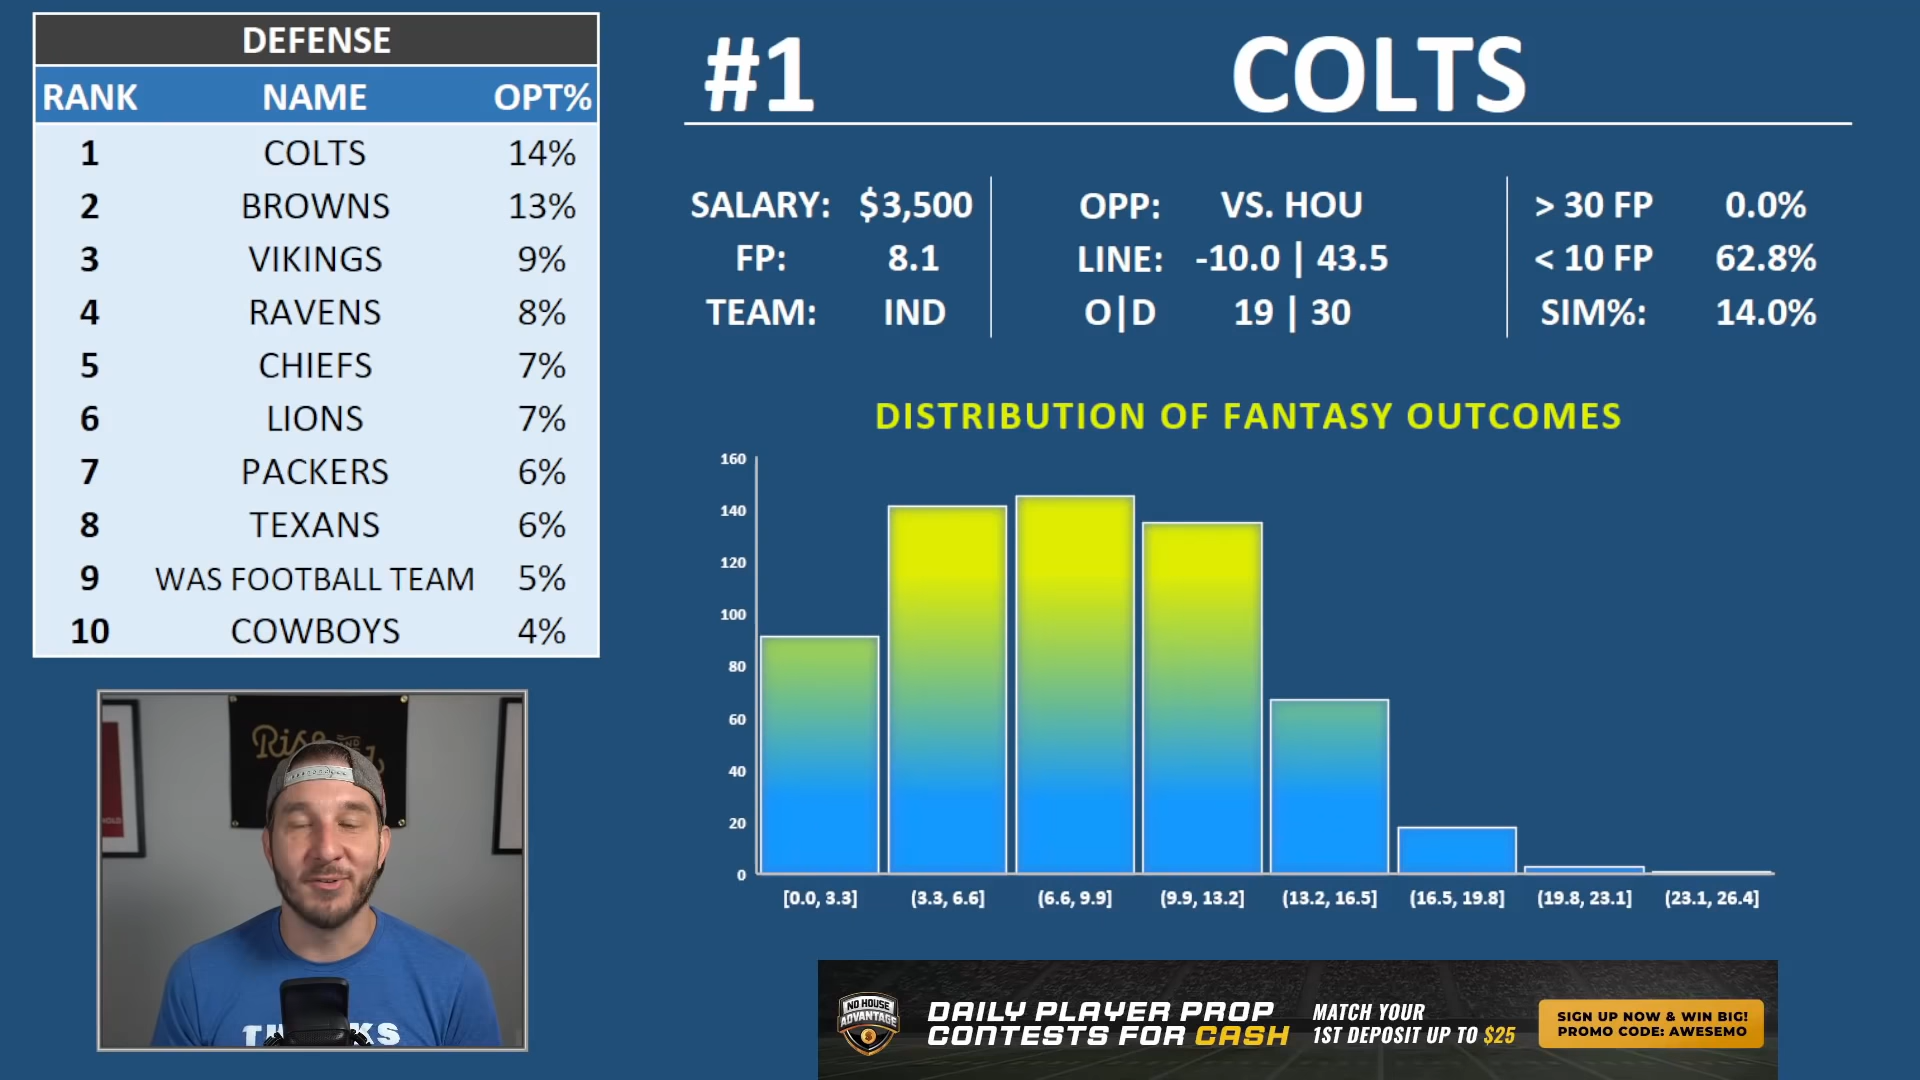 DEFENSE
RANK NAME OPT%
1 COLTS 14%
2 BROWNS 13%
3 VIKINGS 9%
4 RAVENS 8%
5 CHIEFS 7%
6 LIONS 7%
7 PACKERS 6%
8 TEXANS 6%
9 WAS FOOTBALL TEAM 5%
10 COWBOYS 4%
#1 COLTS
SALARY: $3,500
FP: 8.1
TEAM: IND
OPP: VS. HOU
LINE: -10.0 | 43.5
O|D 19 | 30
> 30 FP 0.0%
< 10 FP 62.8%
SIM%: 14.0%
DISTRIBUTION OF FANTASY OUTCOMES
160
140
120
100
80
60
40
20
0
[0.0, 3.3] (3.3, 6.6] (6.6, 9.9] (9.9, 13.2] (13.2, 16.5] (16.5, 19.8] (19.8, 23.1] (23.1, 26.4]
Rise AND
NO HOUSE
ADVANTAGE
DAILY PLAYER PROP
CONTESTS FOR CASH
MATCH YOUR
1ST DEPOSIT UP TO $25
SIGN UP NOW & WIN BIG!
PROMO CODE: AWESEMO